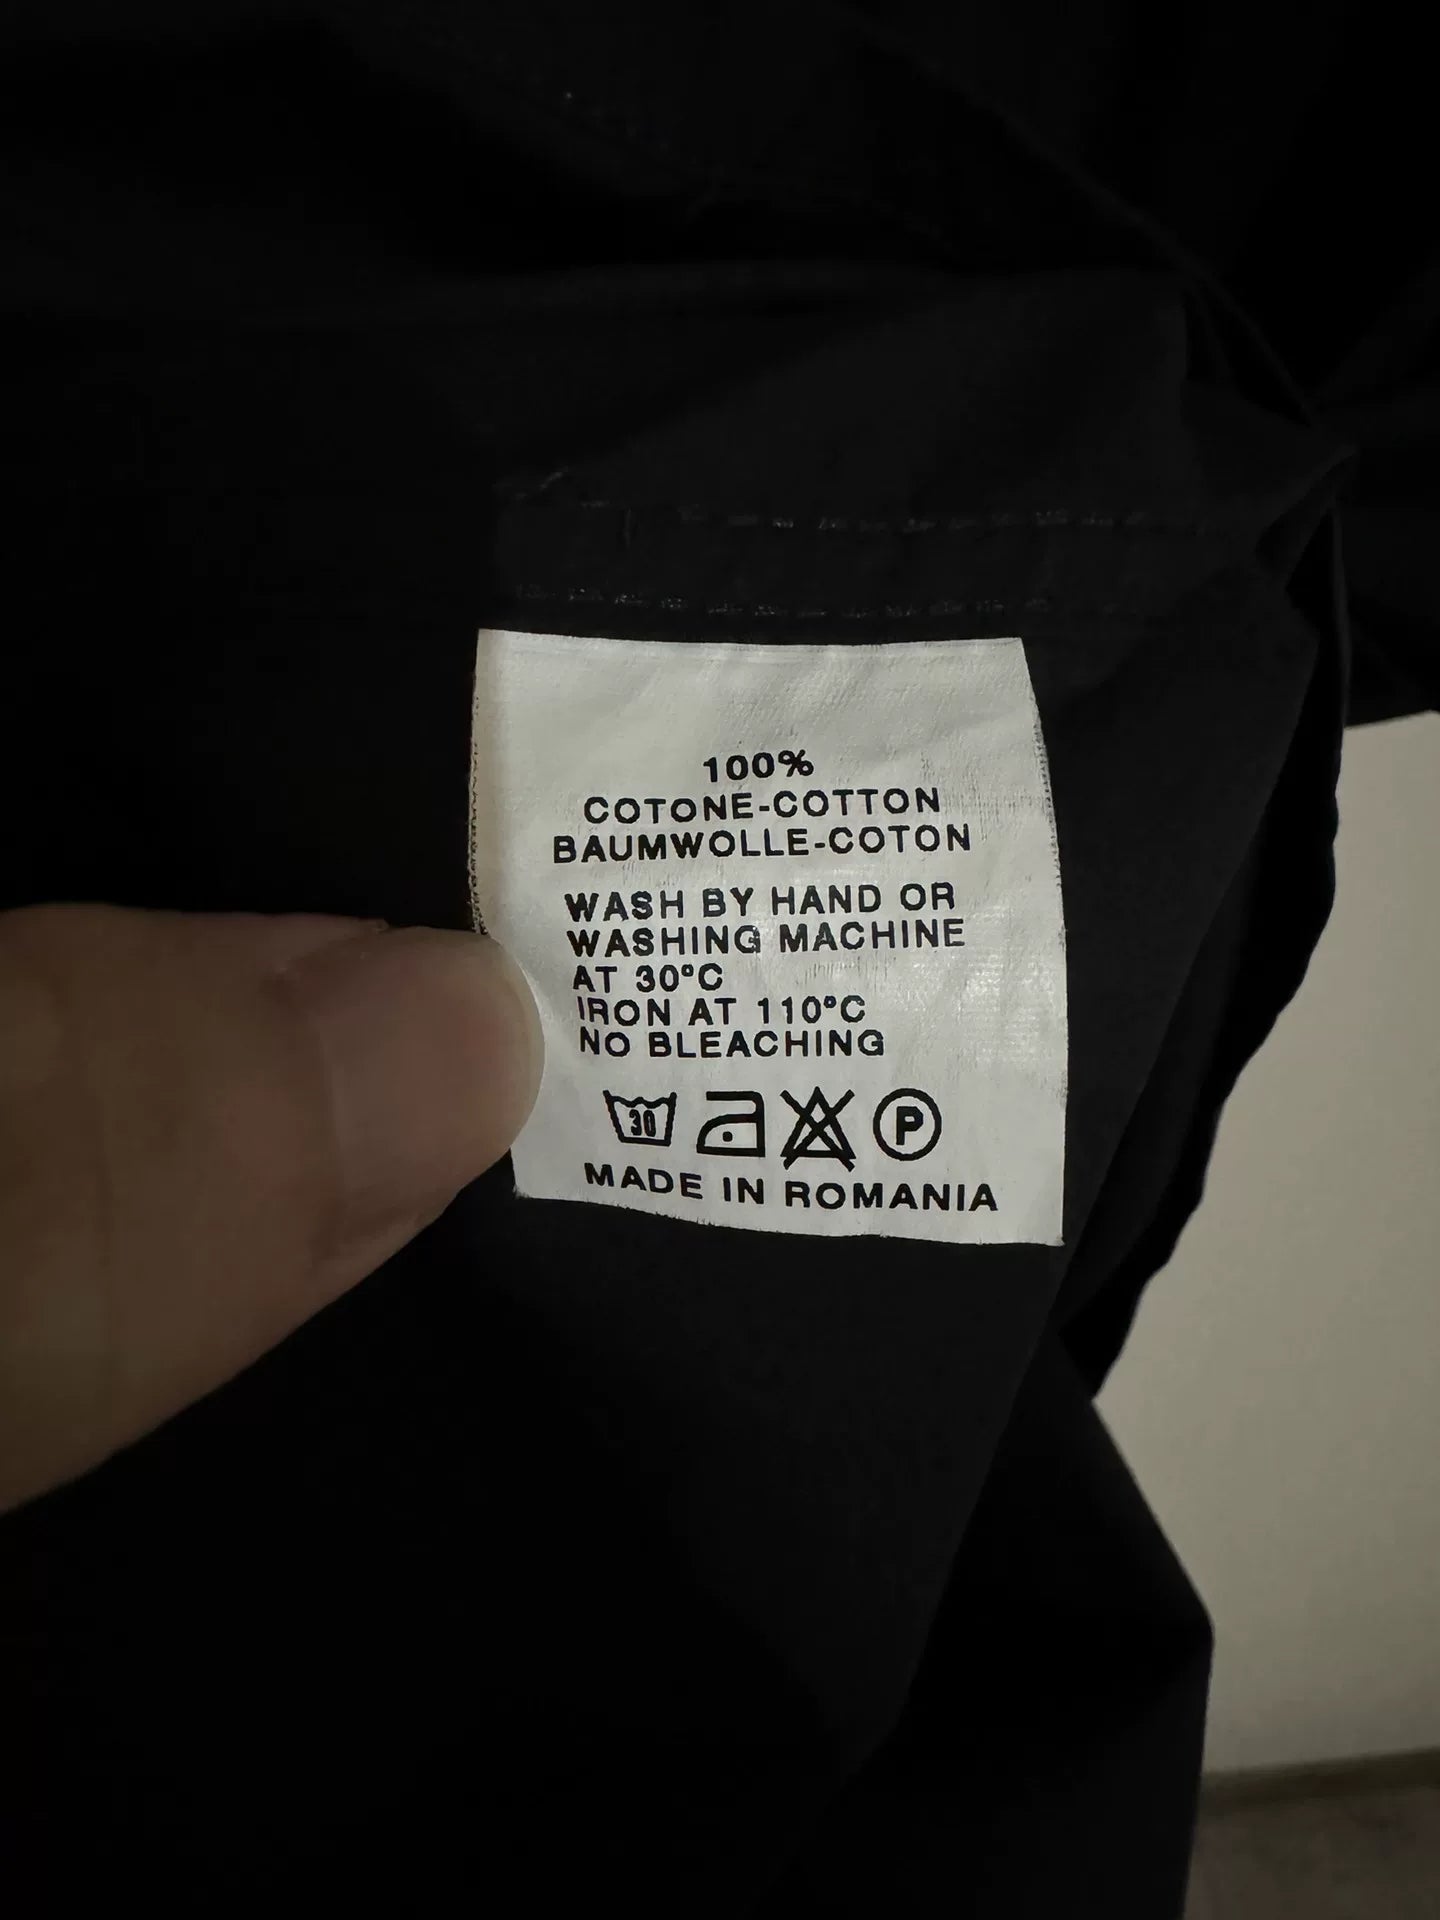 100%
COTONE-COTTON
BAUMWOLLE-COTON
WASH BY HAND OR
WASHING MACHINE
AT 30°C
IRON AT 110°C
NO BLEACHING
30 P
MADE IN ROMANIA